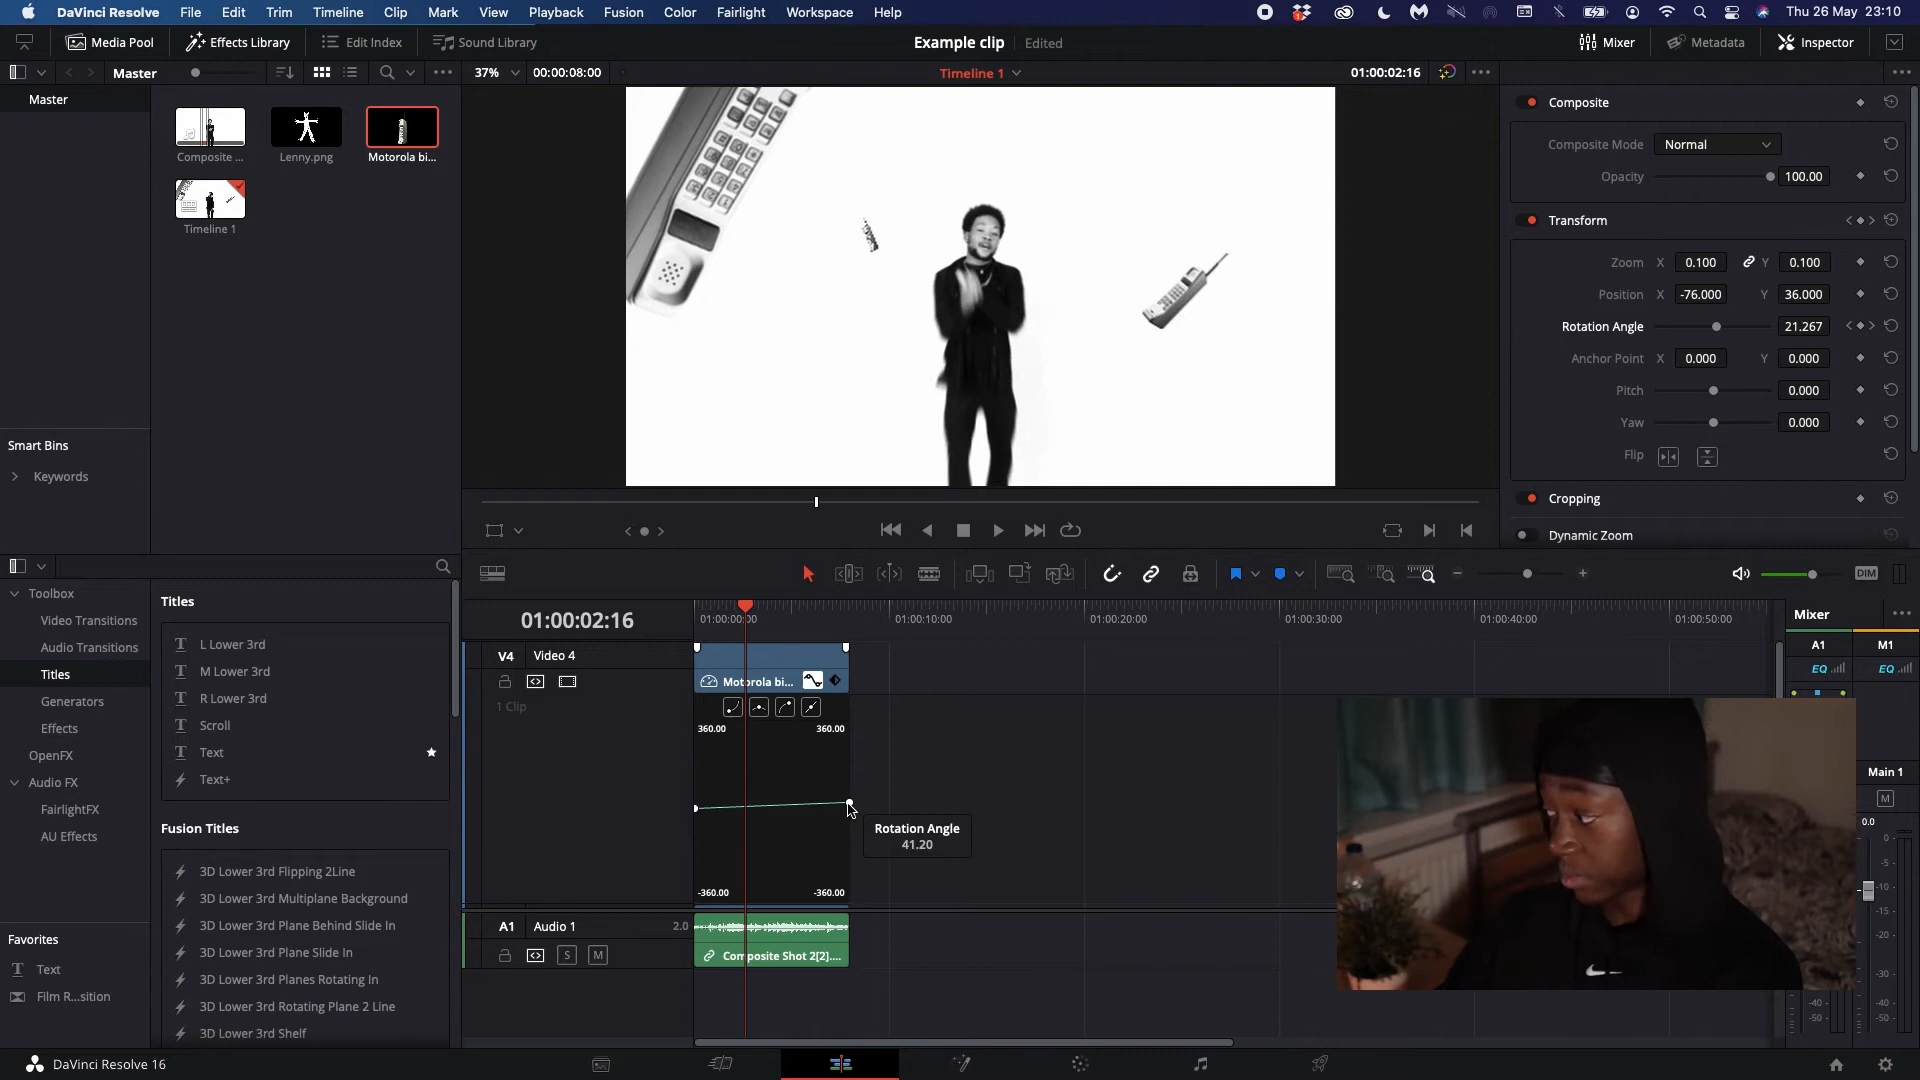 DaVinci Resolve File Edit Trim Timeline Clip Mark View Playback Fusion Color Fairlight Workspace Help
Thu 26 May 23:10
Media Pool Effects Library Edit Index Sound Library
Example clip Edited
Mixer Metadata Inspector
Master
37% 00:00:08:00
Timeline 1
01:00:02:16
Master
Composite ...
Lenny.png
Motorola bi...
Timeline 1
Smart Bins
Keywords
Composite
Composite Mode Normal
Opacity 100.00
Transform
Zoom X 0.100 Y 0.100
Position X -76.000 Y 36.000
Rotation Angle 21.267
Anchor Point X 0.000 Y 0.000
Pitch 0.000
Yaw 0.000
Flip
Cropping
Dynamic Zoom
Toolbox
Video Transitions
Audio Transitions
Titles
Generators
Effects
OpenFX
Audio FX
FairlightFX
AU Effects
Favorites
Text
Film R...sition
Titles
L Lower 3rd
M Lower 3rd
R Lower 3rd
Scroll
Text
Text+
Fusion Titles
3D Lower 3rd Flipping 2Line
3D Lower 3rd Multiplane Background
3D Lower 3rd Plane Behind Slide In
3D Lower 3rd Plane Slide In
3D Lower 3rd Planes Rotating In
3D Lower 3rd Rotating Plane 2 Line
3D Lower 3rd Shelf
DIM
01:00:02:16
01:00:00:00 01:00:10:00 01:00:20:00 01:00:30:00 01:00:40:00 01:00:50:00
V4 Video 4
1 Clip
Motorola bi...
360.00 360.00
-360.00 -360.00
Rotation Angle
41.20
A1 Audio 1 2.0
S M
Composite Shot 2[2]....
Mixer
A1 M1
EQ EQ
Main 1
M
0.0
0
-5
-10
-15
-20
-30
-40 -40
-50 -50
DaVinci Resolve 16